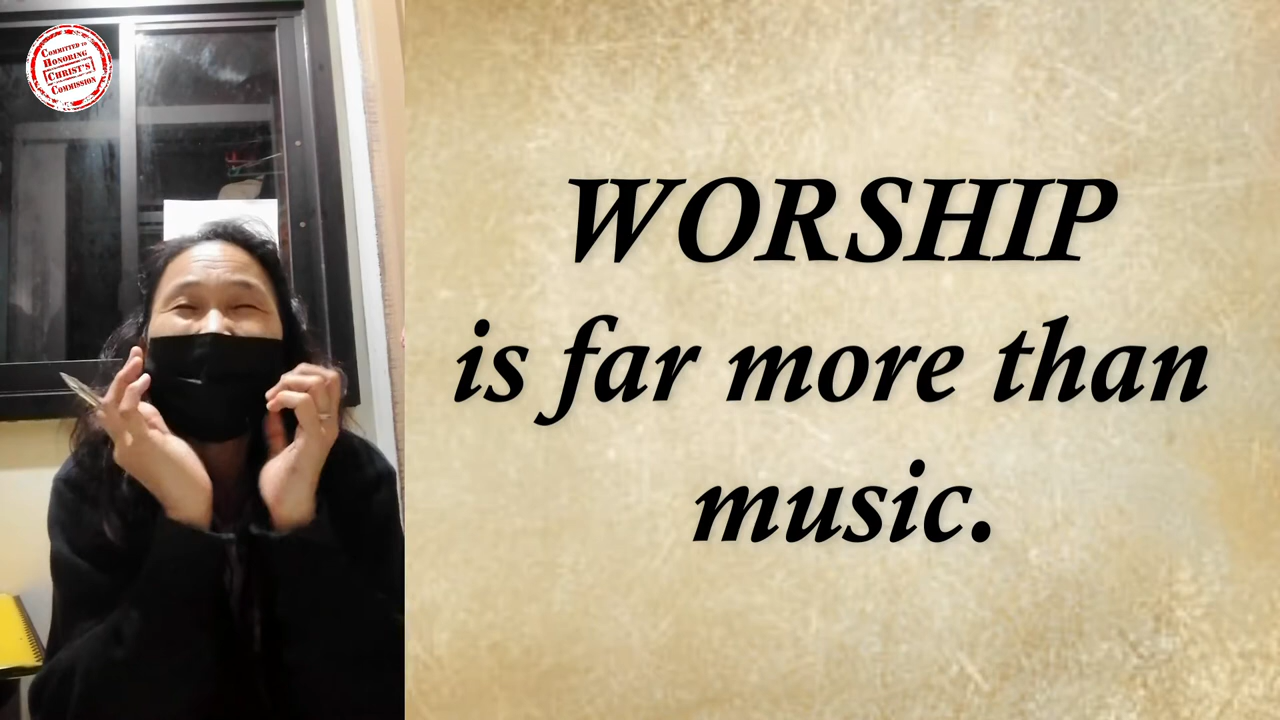 COMMITTED TO
HONORING
CHRIST'S
COMMISSION
WORSHIP
is far more than
music.